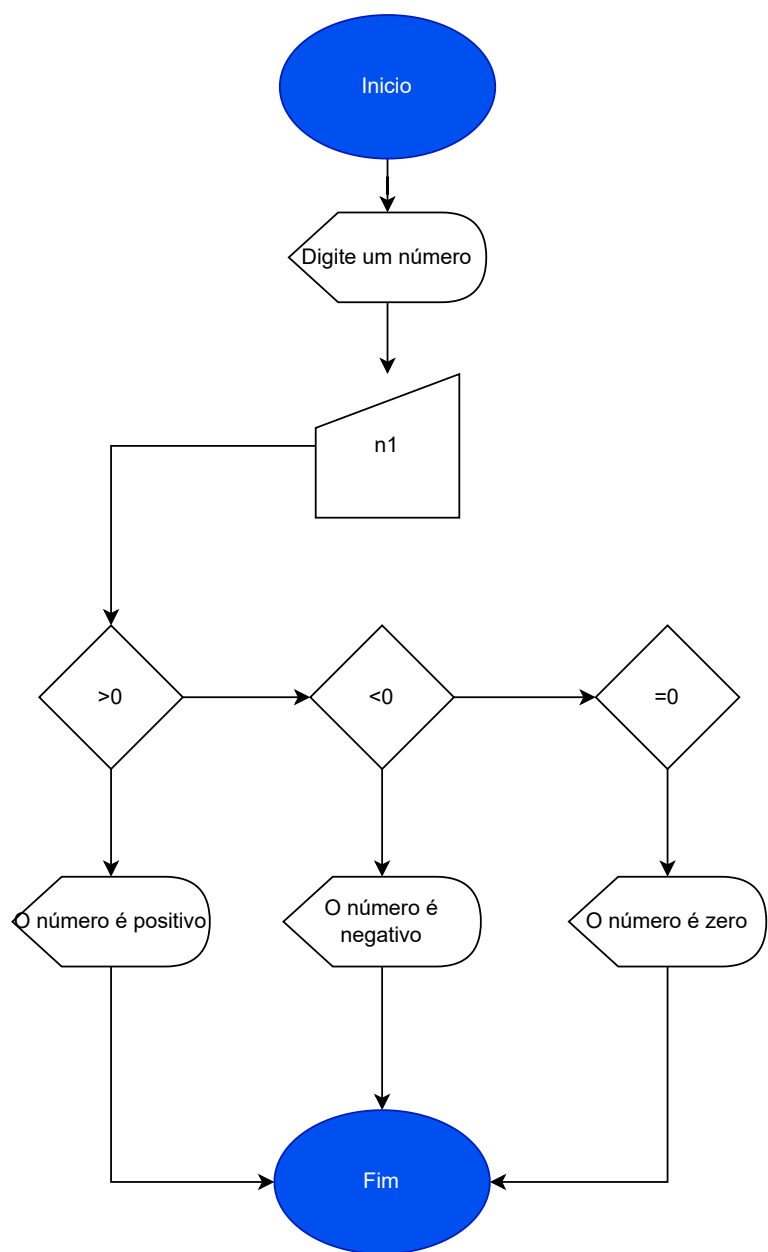 Inicio
Digite um número
n1
>0
<0
=0
O número é positivo
O número é
negativo
O número é zero
Fim